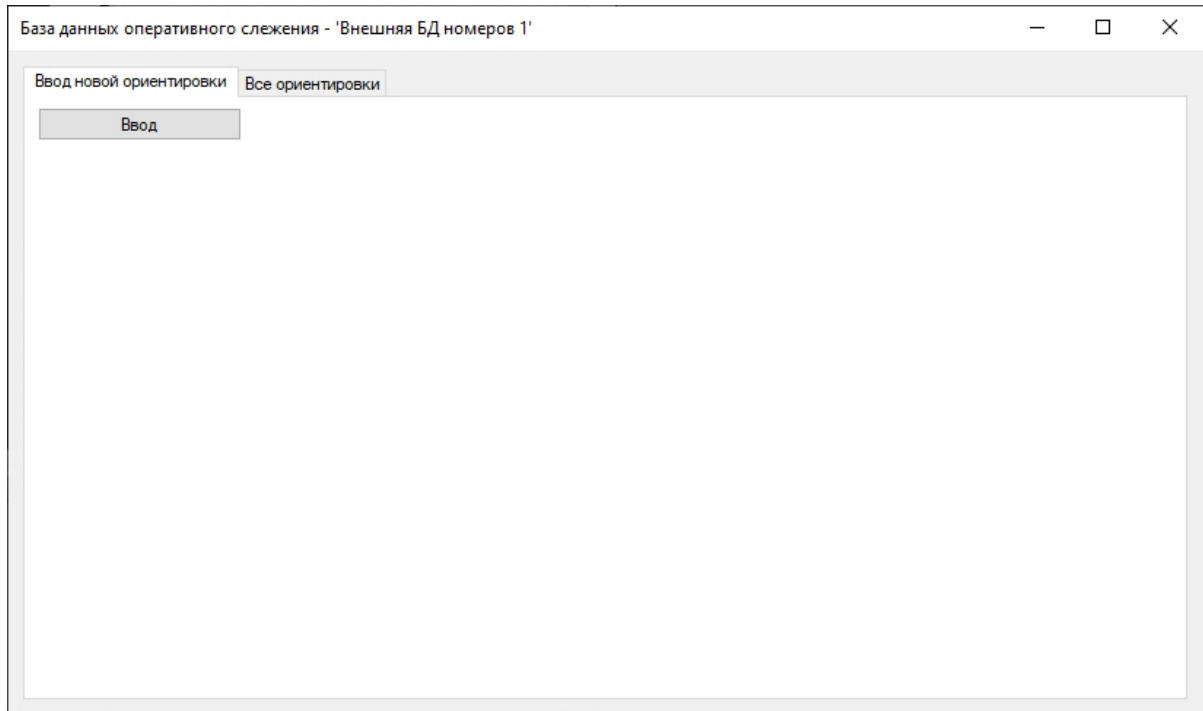 База данных оперативного слежения - 'Внешняя БД номеров 1'
Ввод новой ориентировки
Все ориентировки
Ввод